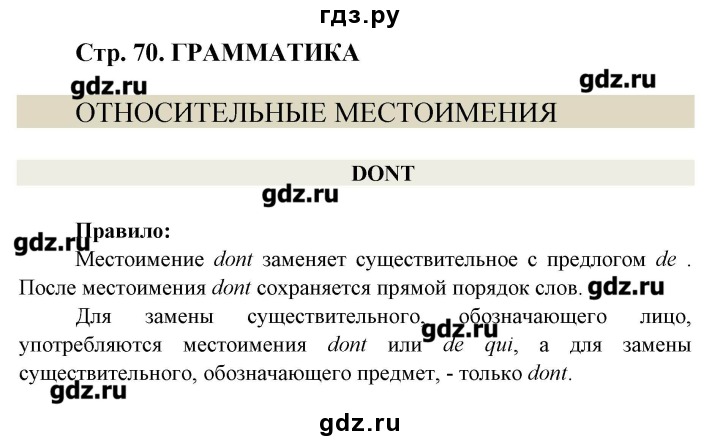 гдз.ру
Стр. 70. ГРАММАТИКА
gdz.ru gdz.ru
ОТНОСИТЕЛЬНЫЕ МЕСТОИМЕНИЯ
DONT
gdz.ru
Правило:
gdz.ru
Местоимение dont заменяет существительное с предлогом de .
После местоимения dont сохраняется прямой порядок слов. gdz.ru
Для замены существительного, обозначающего лицо,
gdz.ru
употребляются местоимения dont или de qui, а для замены
существительного, обозначающего предмет, - только dont.
gdz.ru
gdz.ru